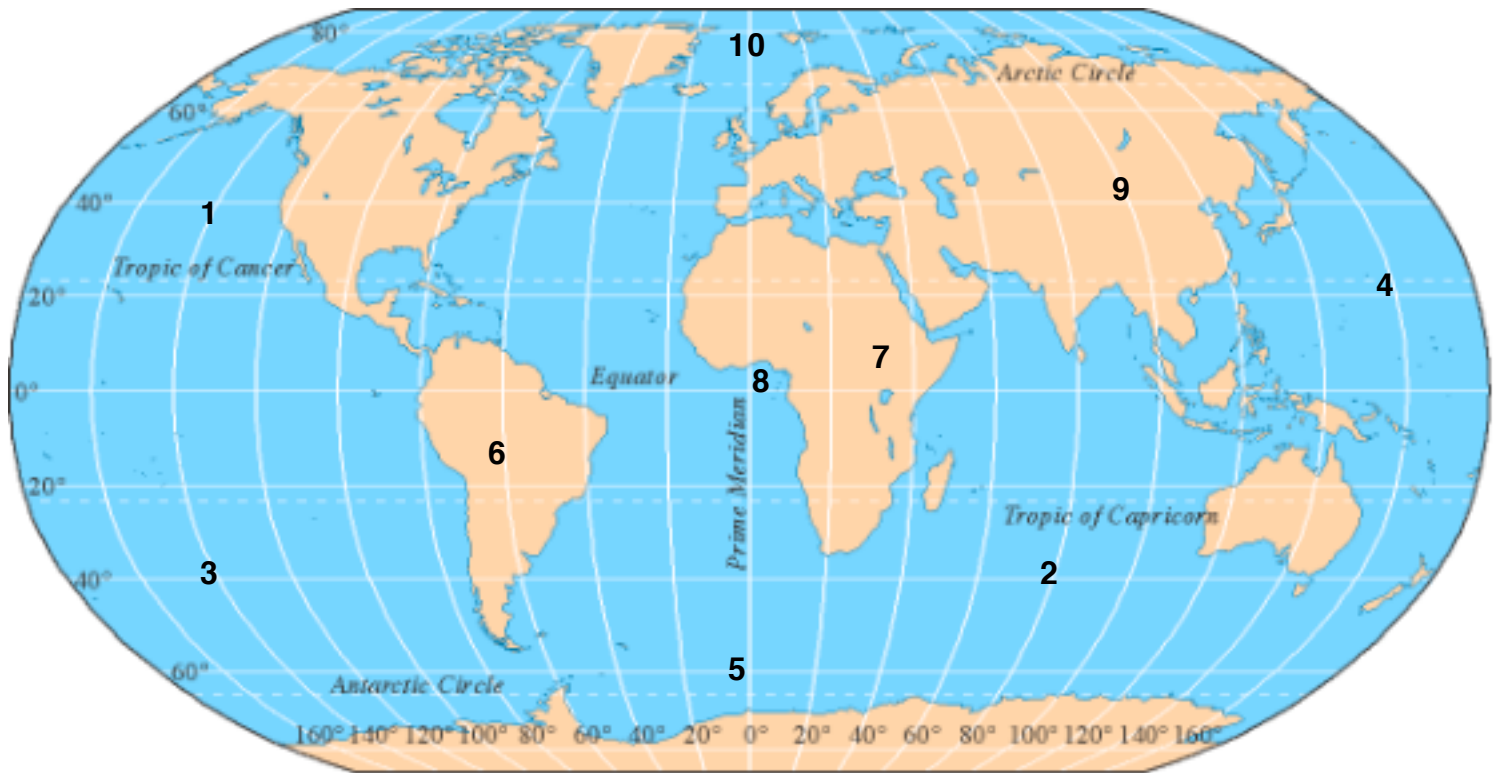 80°
10
Arctic Circle
60°
9
40°
1
Tropic of Cancer
4
20°
7
Equator
8
0°
6
Prime Meridian
20°
Tropic of Capricorn
40°
3
2
60°
5
Antarctic Circle
160° 140° 120° 100° 80° 60° 40° 20° 0° 20° 40° 60° 80° 100° 120° 140° 160°